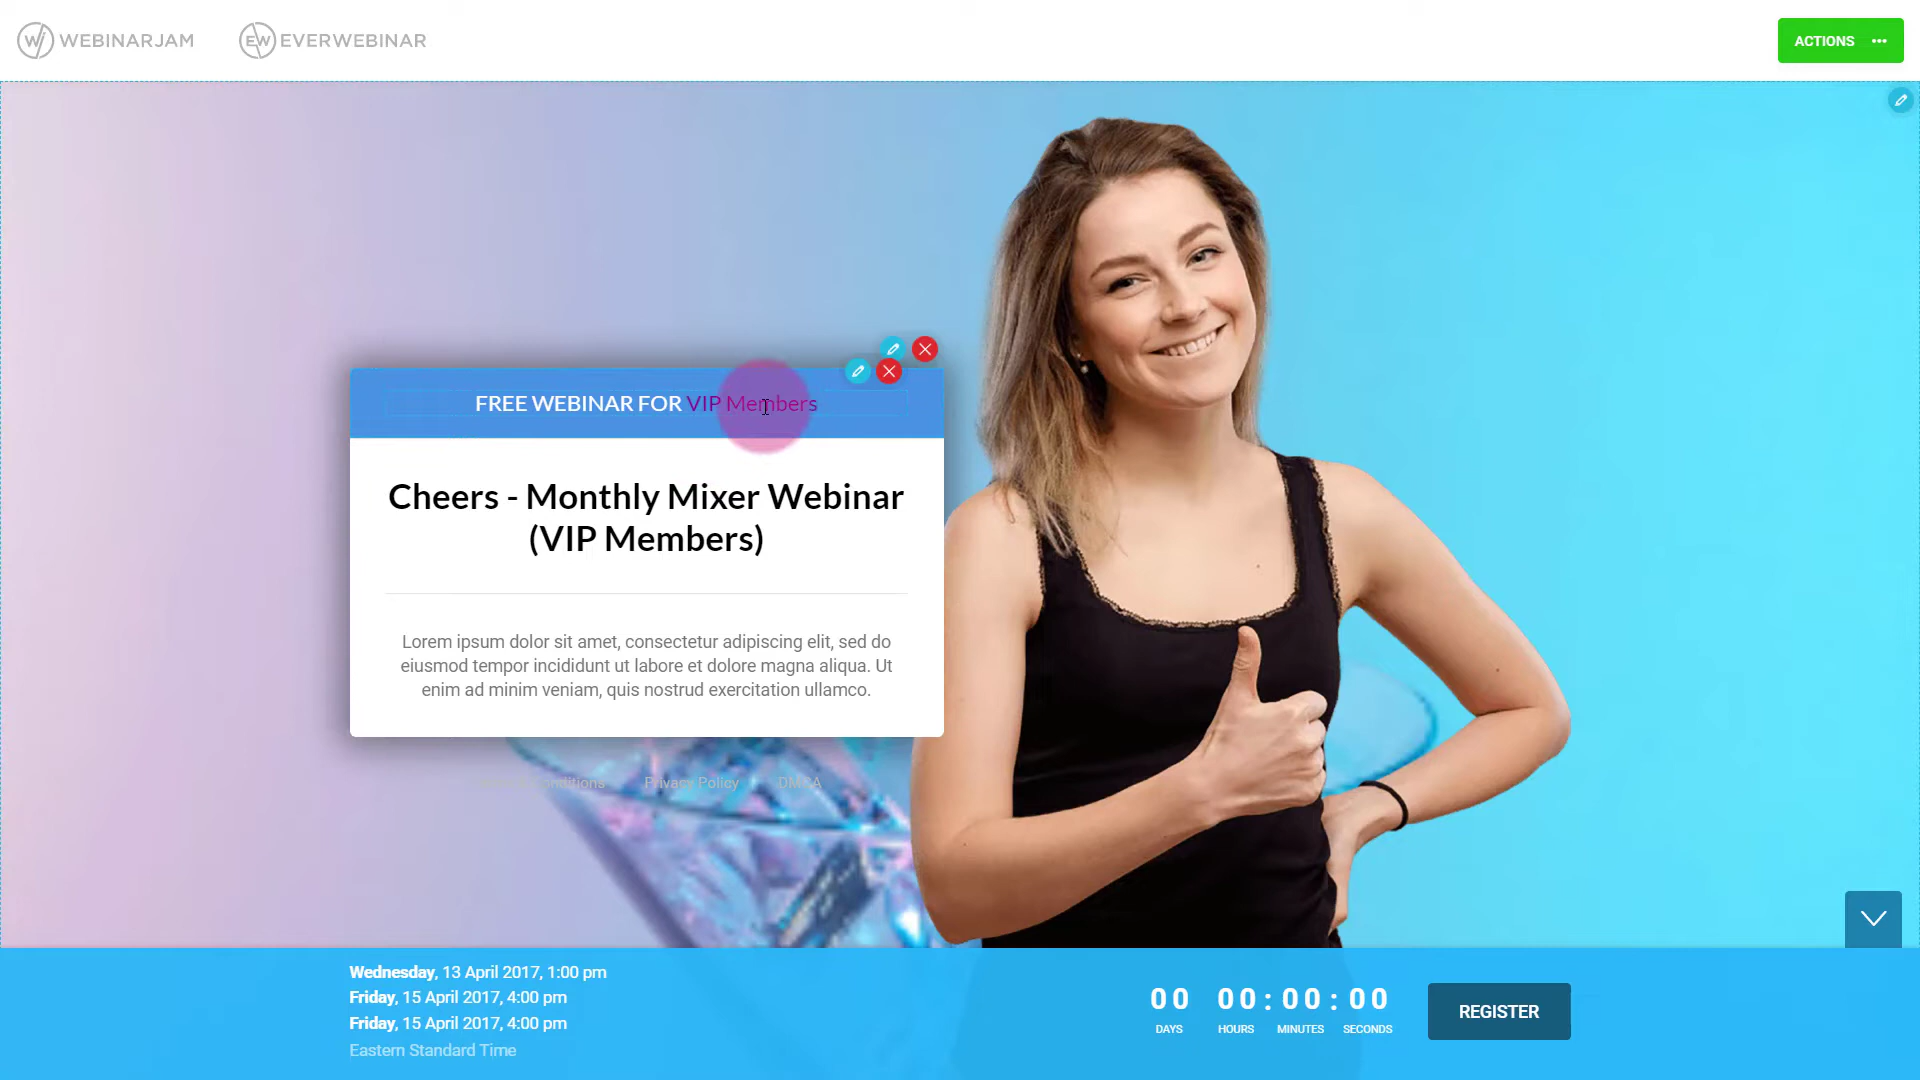 WEBINARJAM
EVERWEBINAR
ACTIONS
FREE WEBINAR FOR VIP Members
Cheers - Monthly Mixer Webinar
(VIP Members)
Lorem ipsum dolor sit amet, consectetur adipiscing elit, sed do
eiusmod tempor incididunt ut labore et dolore magna aliqua. Ut
enim ad minim veniam, quis nostrud exercitation ullamco.
Privacy Policy
DMCA
Wednesday, 13 April 2017, 1:00 pm
Friday, 15 April 2017, 4:00 pm
Friday, 15 April 2017, 4:00 pm
Eastern Standard Time
00 00:00:00
DAYS HOURS MINUTES SECONDS
REGISTER